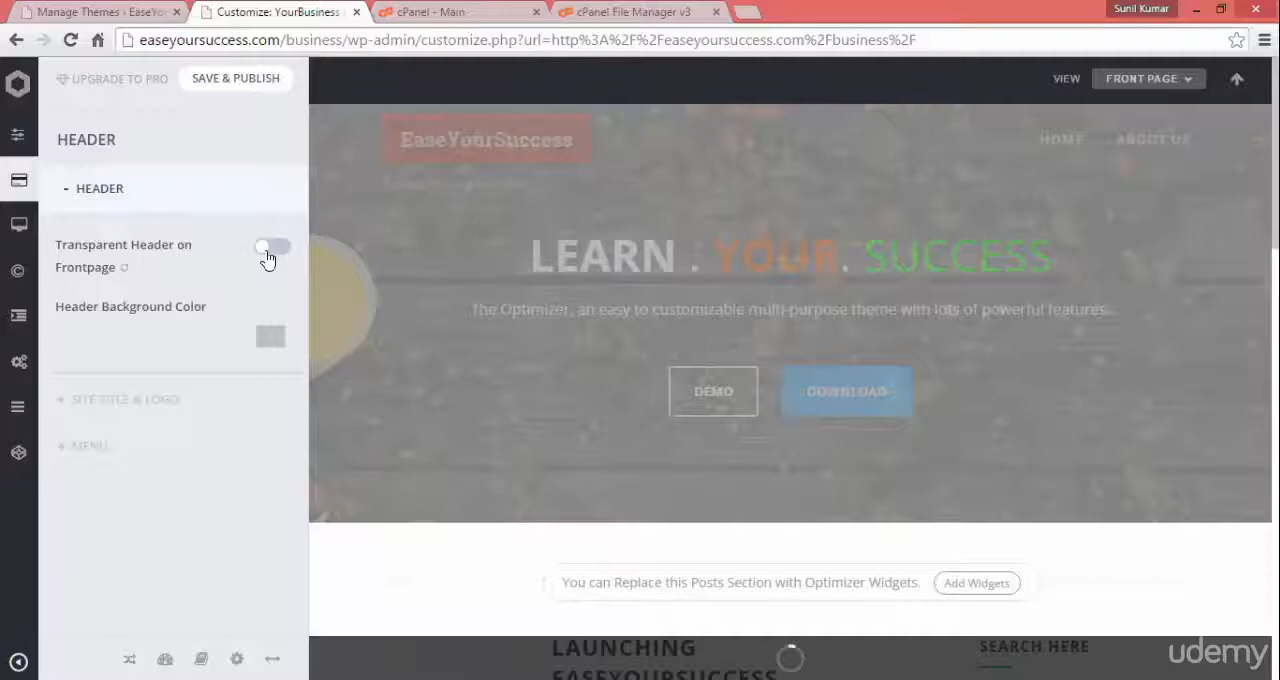 Manage Themes ‹ EaseYo
Customize: YourBusiness
cPanel - Main
cPanel File Manager v3
Sunil Kumar
easeyoursuccess.com/business/wp-admin/customize.php?url=http%3A%2F%2Feaseyoursuccess.com%2Fbusiness%2F
UPGRADE TO PRO
SAVE & PUBLISH
VIEW
FRONT PAGE
HEADER
EaseYourSuccess
HOME
ABOUT US
- HEADER
Transparent Header on
Frontpage
Header Background Color
LEARN . YOUR. SUCCESS
The Optimizer, an easy to customizable multi-purpose theme with lots of powerful features.
DEMO
DOWNLOAD
+ SITE TITLE & LOGO
+ MENU
You can Replace this Posts Section with Optimizer Widgets.
Add Widgets
LAUNCHING
EASEYOURSUCCESS
SEARCH HERE
udemy